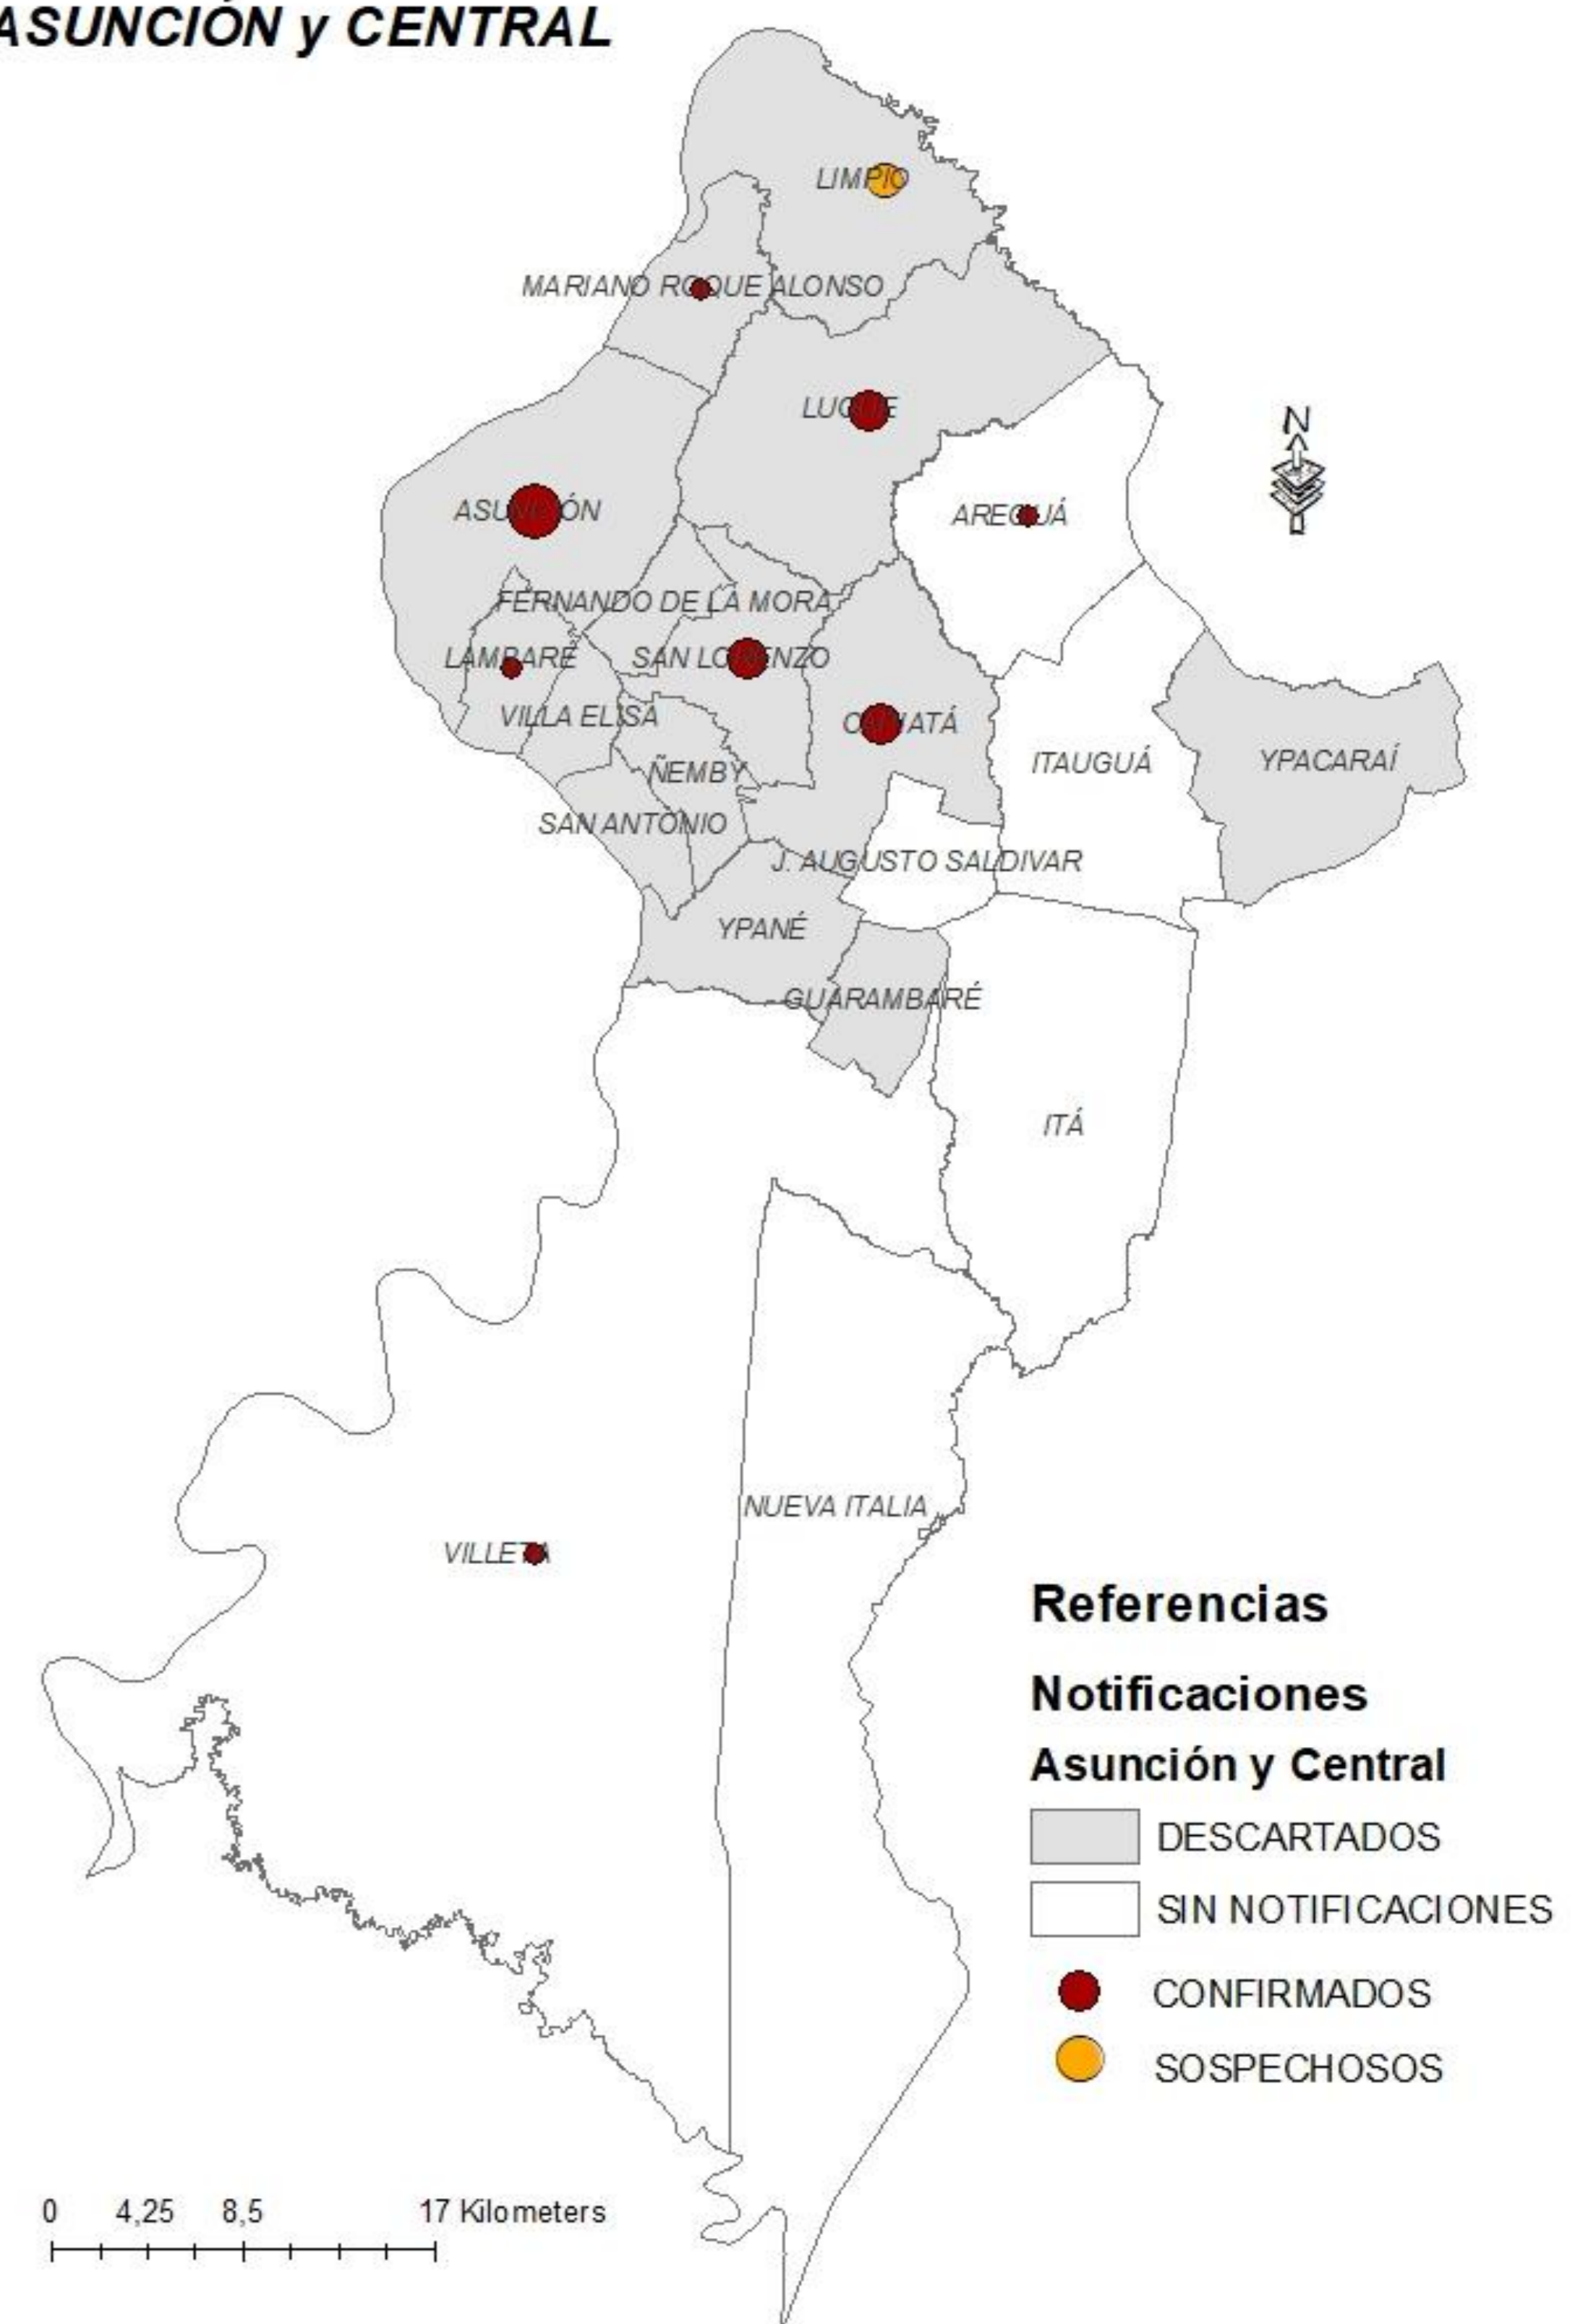 ASUNCIÓN y CENTRAL
LIMPIO
MARIANO ROQUE ALONSO
LUQUE
N
ASUNCIÓN
AREGUÁ
FERNANDO DE LA MORA
LAMBARÉ
SAN LORENZO
VILLA ELISA
CAPIATÁ
ITAUGUÁ
YPACARAÍ
ÑEMBY
SAN ANTONIO
J. AUGUSTO SALDIVAR
YPANÉ
GUARAMBARÉ
ITÁ
NUEVA ITALIA
VILLETA
Referencias
Notificaciones
Asunción y Central
DESCARTADOS
SIN NOTIFICACIONES
CONFIRMADOS
SOSPECHOSOS
0 4,25 8,5 17 Kilometers